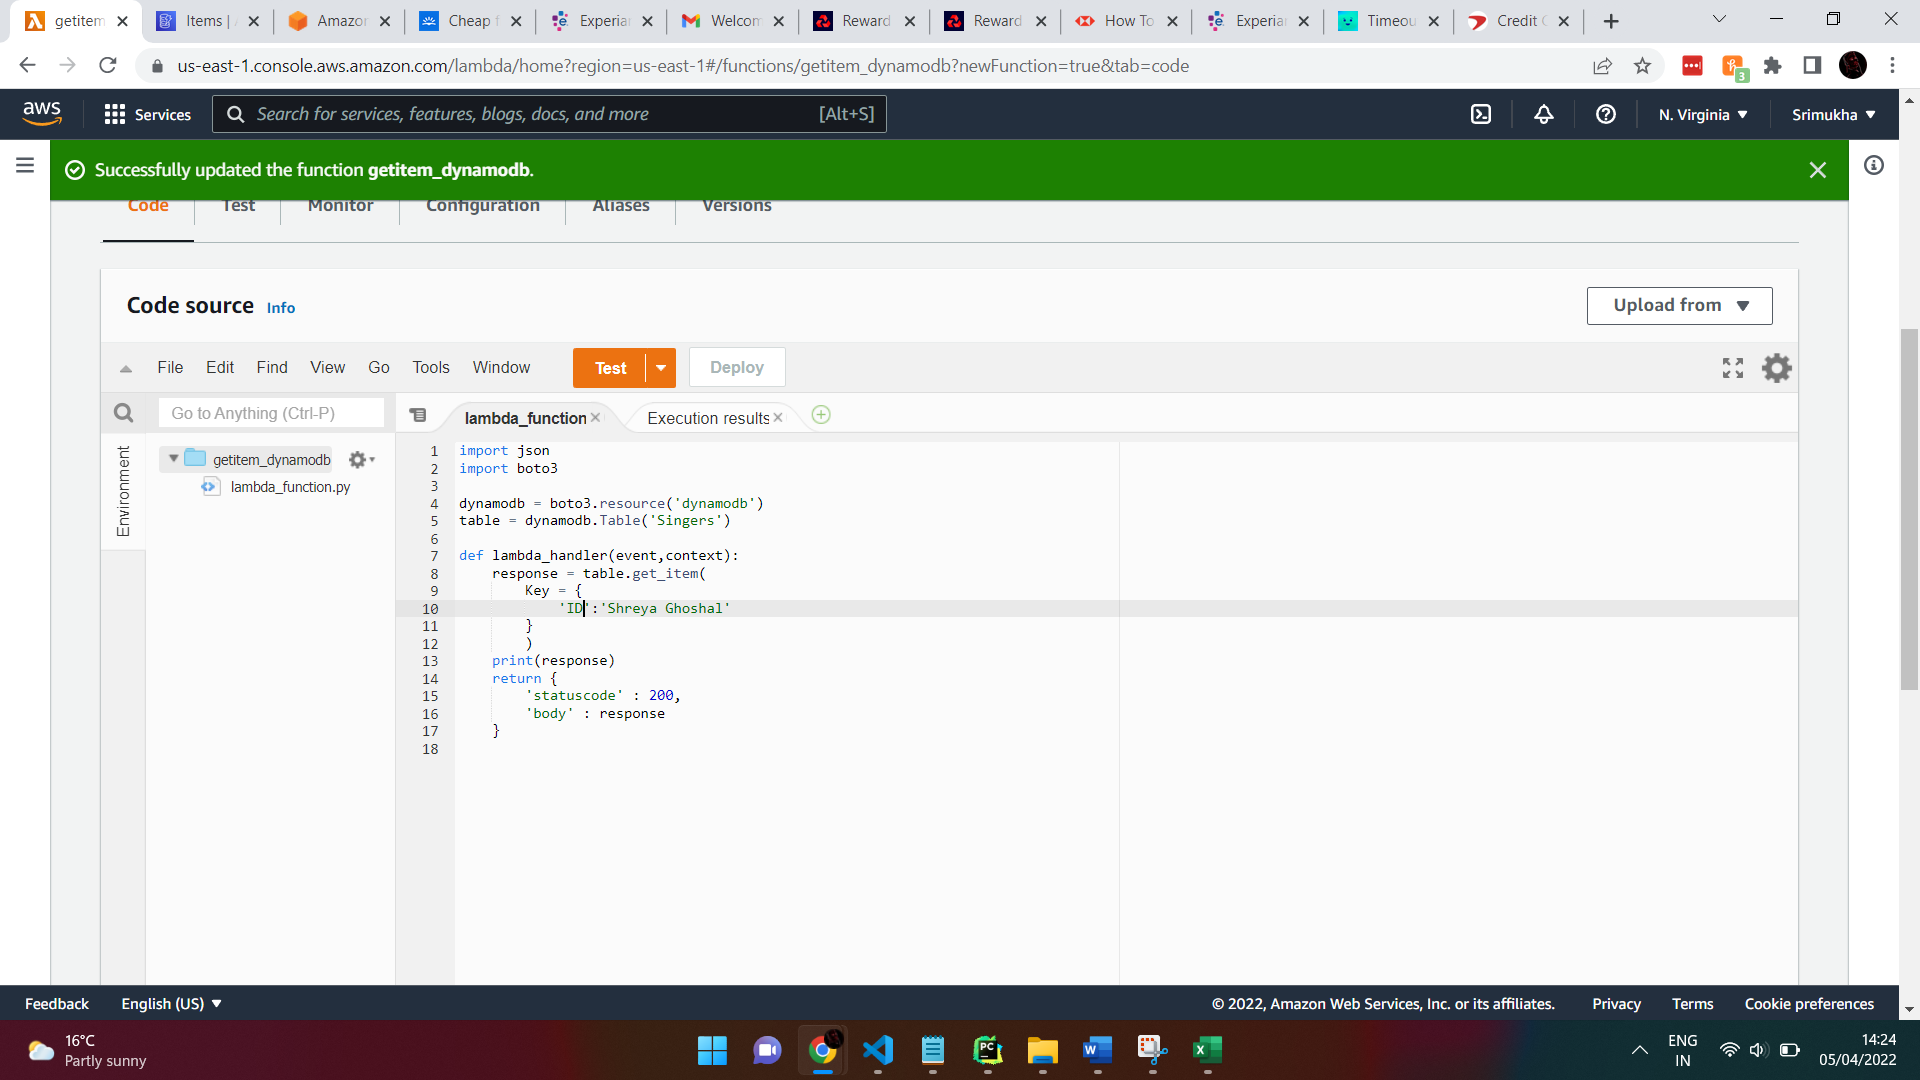 getitem
Items | A
Amazon
Cheap f
Experian
Welcom
Reward
Reward
How To
Experian
Timeou
Credit C
us-east-1.console.aws.amazon.com/lambda/home?region=us-east-1#/functions/getitem_dynamodb?newFunction=true&tab=code
3
aws
Services
Search for services, features, blogs, docs, and more
[Alt+S]
N. Virginia
Srimukha
Successfully updated the function getitem_dynamodb.
Code
Test
Monitor
Configuration
Aliases
Versions
Code source Info
Upload from
File
Edit
Find
View
Go
Tools
Window
Test
Deploy
Go to Anything (Ctrl-P)
lambda_function
Execution results
Environment
getitem_dynamodb
lambda_function.py
1 import json
2 import boto3
3
4 dynamodb = boto3.resource('dynamodb')
5 table = dynamodb.Table('Singers')
6
7 def lambda_handler(event,context):
8 response = table.get_item(
9 Key = {
10 'ID':'Shreya Ghoshal'
11 }
12 )
13 print(response)
14 return {
15 'statuscode' : 200,
16 'body' : response
17 }
18
Feedback
English (US)
© 2022, Amazon Web Services, Inc. or its affiliates.
Privacy
Terms
Cookie preferences
16°C
Partly sunny
PC
W
X
ENG
IN
14:24
05/04/2022